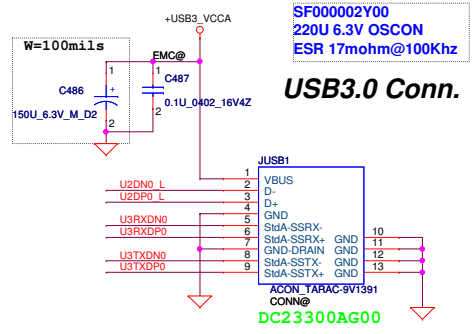 SF000002Y00
220U 6.3V OSCON
ESR 17mohm@100Khz
+USB3_VCCA
W=100mils
EMC@
USB3.0 Conn.
1
1
C486
C487
+
150U_6.3V_M_D2
0.1U_0402_16V4Z
2
2
JUSB1
1 VBUS
U2DN0_L 2 D-
U2DP0_L 3 D+
4 GND
U3RXDN0 5 StdA-SSRX-
U3RXDP0 6 StdA-SSRX+ GND 10
7 GND-DRAIN GND 11
U3TXDN0 8 StdA-SSTX- GND 12
U3TXDP0 9 StdA-SSTX+ GND 13
ACON_TARAC-9V1391
CONN@
DC23300AG00